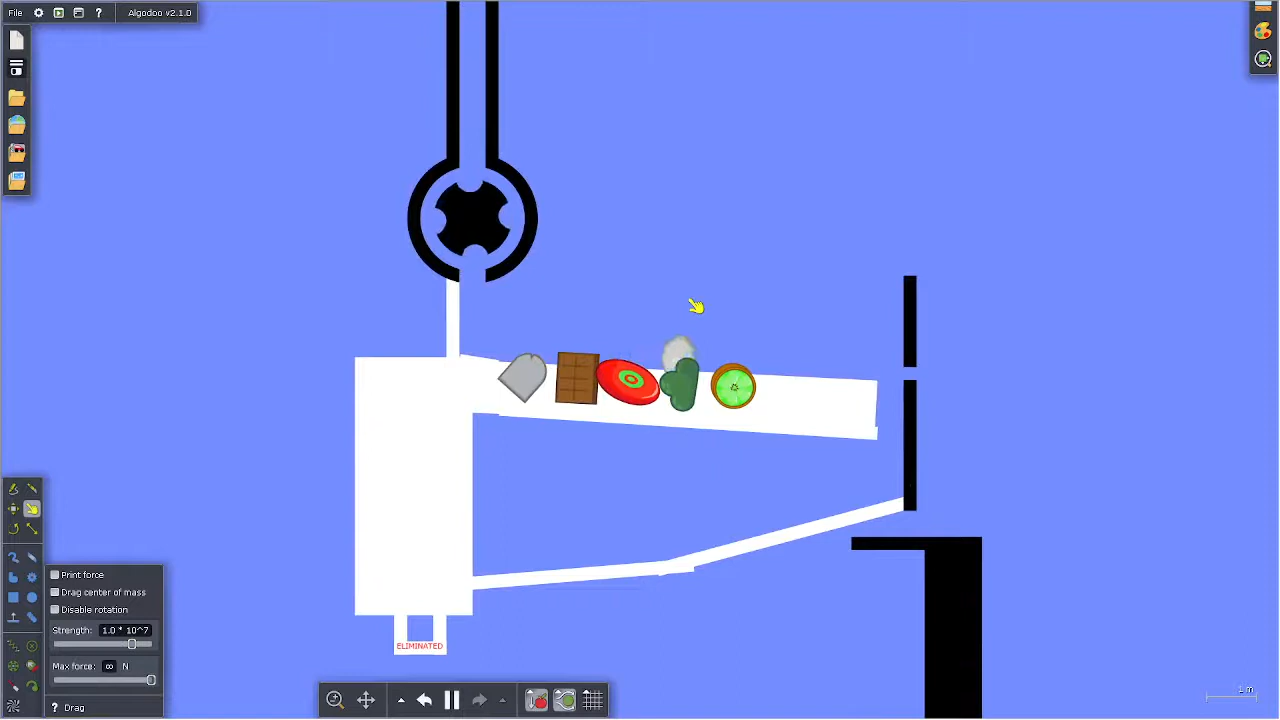 File ? Algodoo v2.1.0
Print force
Drag center of mass
Disable rotation
Strength: 1.0 * 10^7
Max force: ∞ N
? Drag
ELIMINATED
1 m